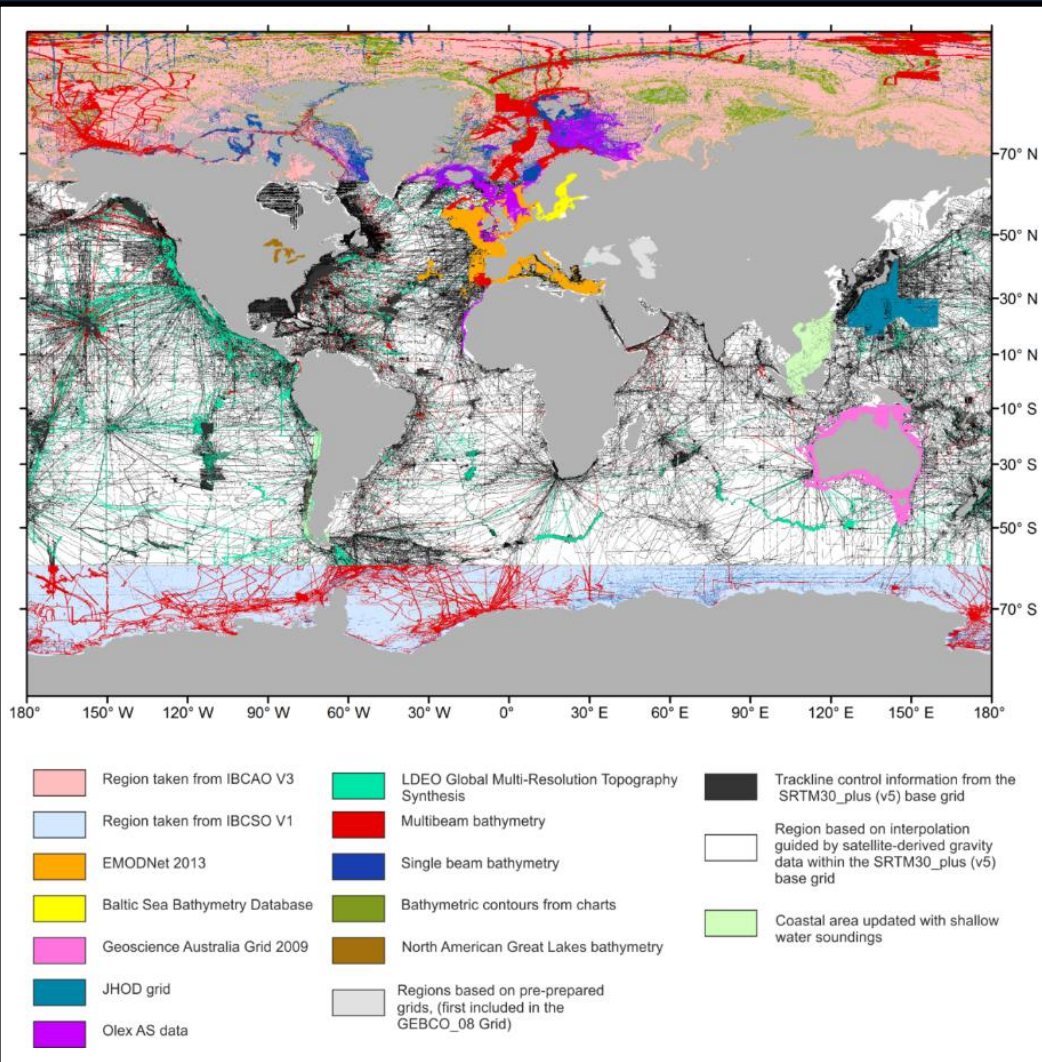 70° N
50° N
30° N
10° N
10° S
30° S
50° S
70° S
180° 150° W 120° W 90° W 60° W 30° W 0° 30° E 60° E 90° E 120° E 150° E 180°
Region taken from IBCAO V3
Region taken from IBCSO V1
EMODNet 2013
Baltic Sea Bathymetry Database
Geoscience Australia Grid 2009
JHOD grid
Olex AS data
LDEO Global Multi-Resolution Topography
Synthesis
Multibeam bathymetry
Single beam bathymetry
Bathymetric contours from charts
North American Great Lakes bathymetry
Regions based on pre-prepared
grids, (first included in the
GEBCO_08 Grid)
Trackline control information from the
SRTM30_plus (v5) base grid
Region based on interpolation
guided by satellite-derived gravity
data within the SRTM30_plus (v5)
base grid
Coastal area updated with shallow
water soundings